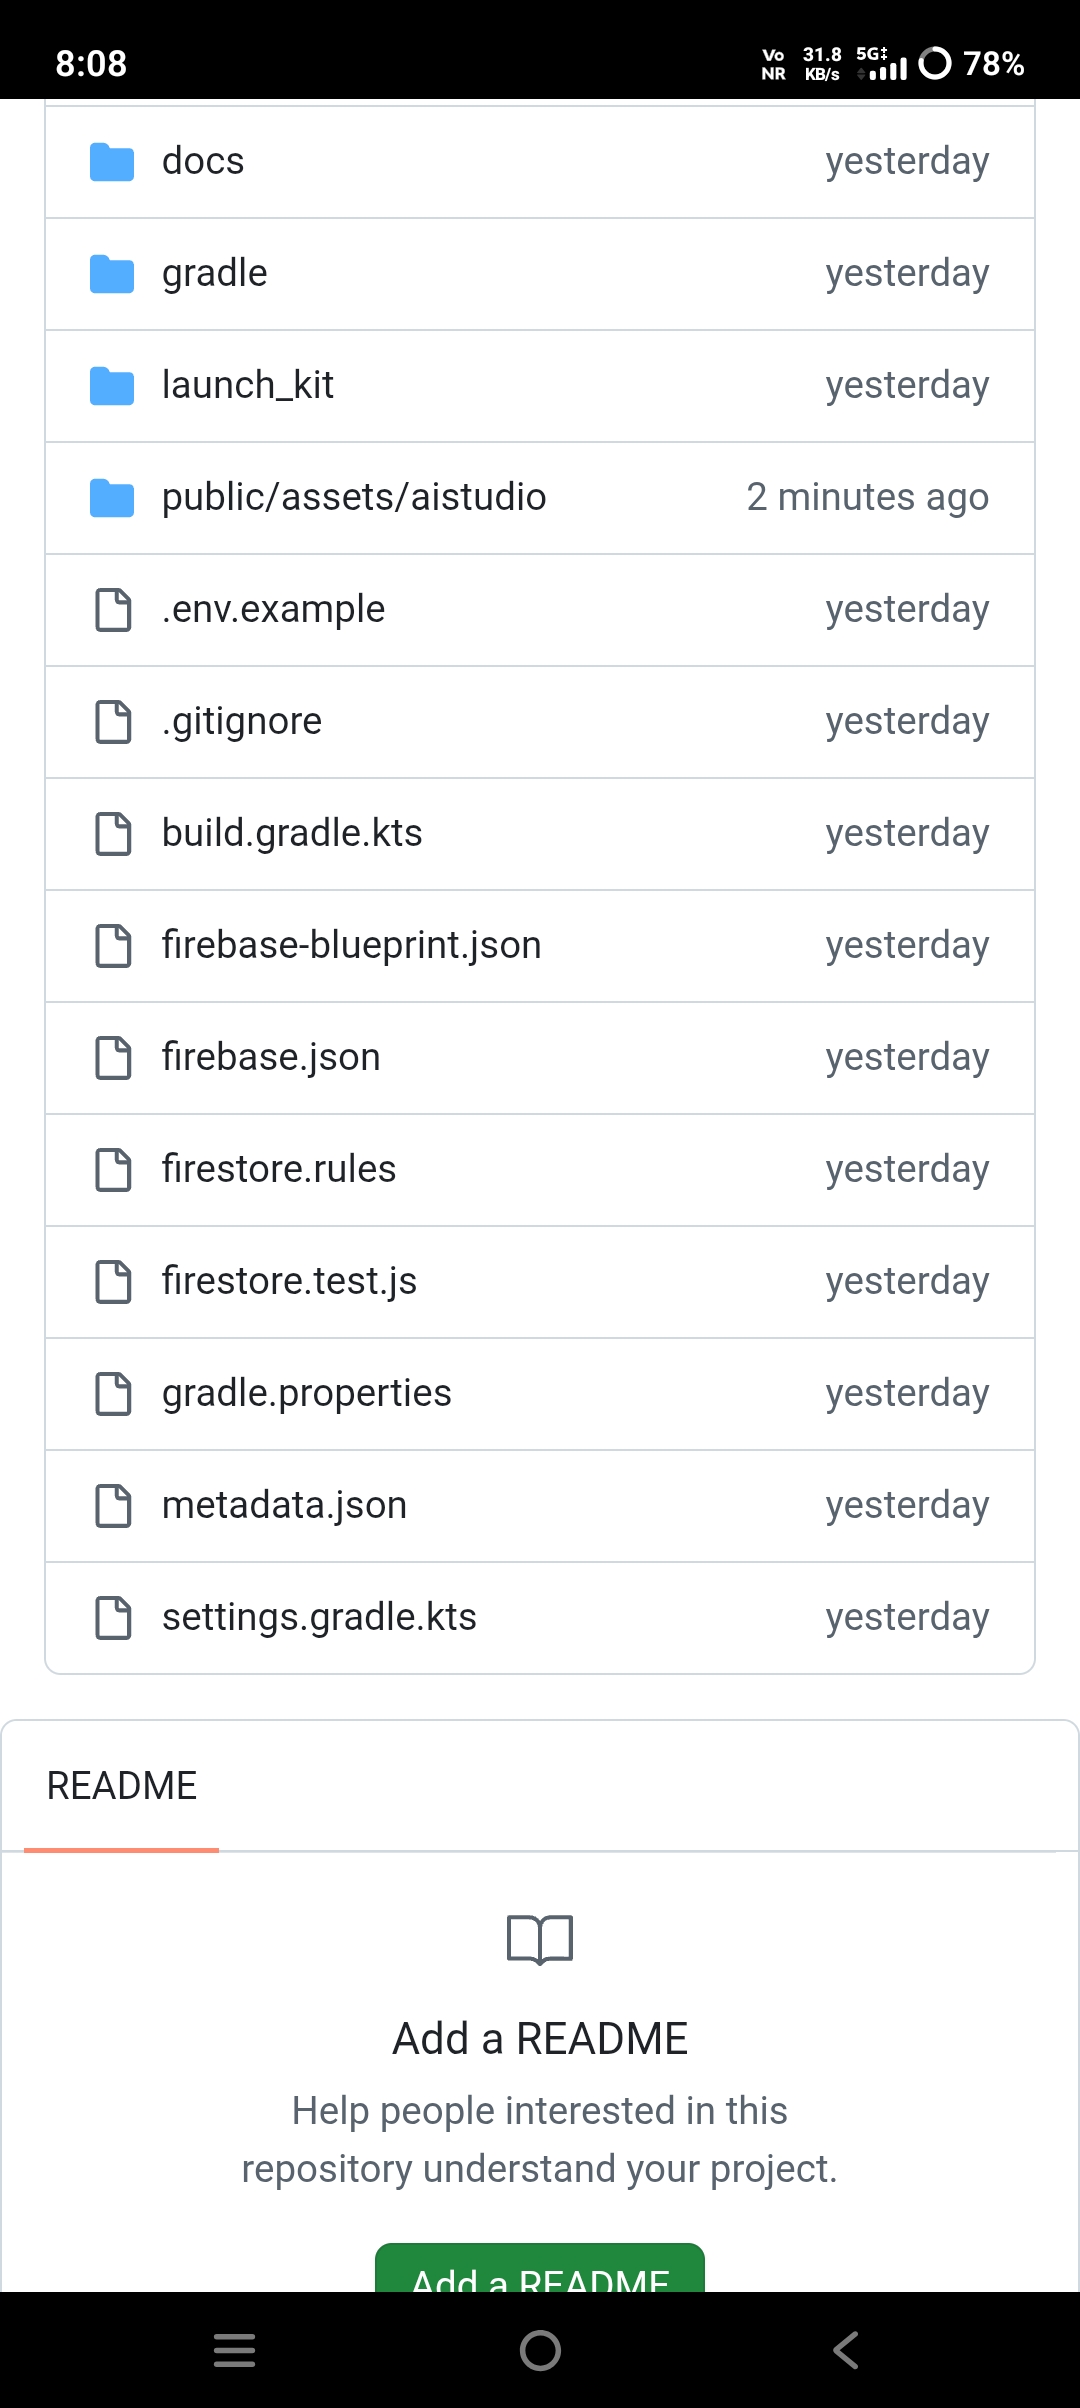 8:08
Vo NR 31.8 KB/s 5G 78%
docs yesterday
gradle yesterday
launch_kit yesterday
public/assets/aistudio 2 minutes ago
.env.example yesterday
.gitignore yesterday
build.gradle.kts yesterday
firebase-blueprint.json yesterday
firebase.json yesterday
firestore.rules yesterday
firestore.test.js yesterday
gradle.properties yesterday
metadata.json yesterday
settings.gradle.kts yesterday
README
Add a README
Help people interested in this
repository understand your project.
Add a README